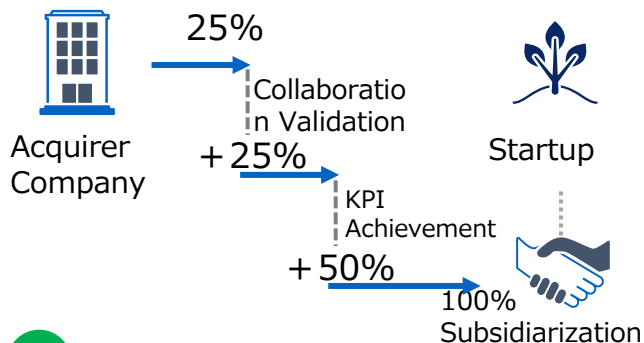 25%
Collaboratio
n Validation
Acquirer
Company
+25%
Startup
KPI
Achievement
+50%
100%
Subsidiarization